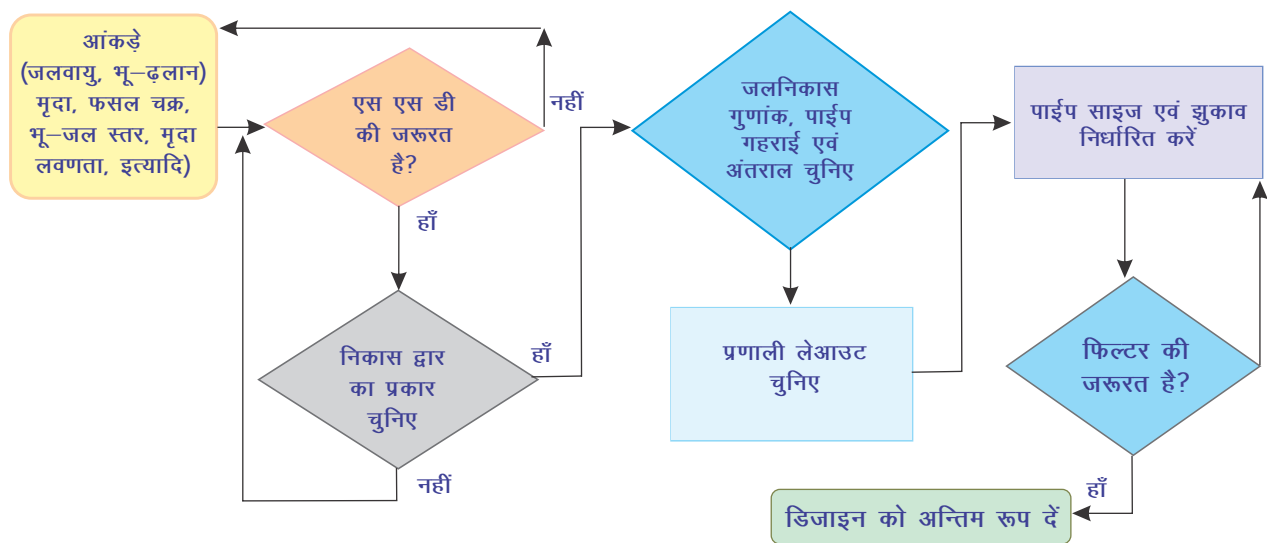 आंकड़े
(जलवायु, भू–ढ़लान)
मृदा, फसल चक्र,
भू–जल स्तर, मृदा
लवणता, इत्यादि)
एस एस डी
की जरूरत
है?
नहीं
हाँ
निकास द्वार
का प्रकार
चुनिए
हाँ
नहीं
जलनिकास
गुणांक, पाईप
गहराई एवं
अंतराल चुनिए
प्रणाली लेआउट
चुनिए
पाईप साइज एवं झुकाव
निर्धारित करें
फिल्टर की
जरूरत है?
हाँ
डिजाइन को अन्तिम रूप दें